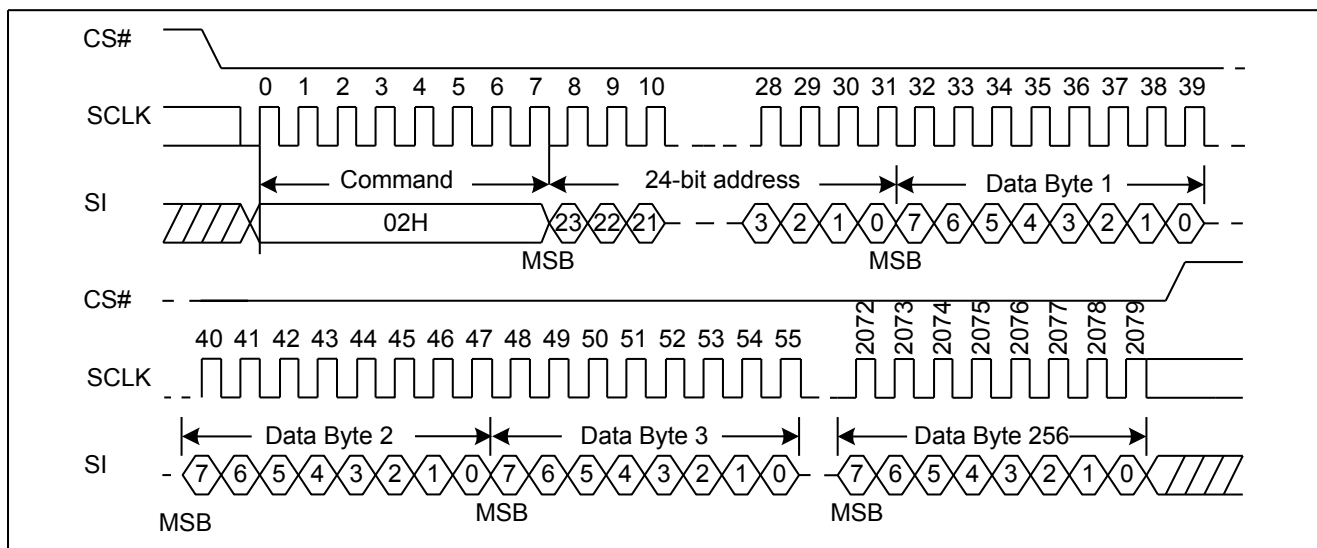 CS#
0 1 2 3 4 5 6 7 8 9 10 28 29 30 31 32 33 34 35 36 37 38 39
SCLK
Command 24-bit address Data Byte 1
SI
02H 23 22 21 3 2 1 0 7 6 5 4 3 2 1 0
MSB MSB
CS#
40 41 42 43 44 45 46 47 48 49 50 51 52 53 54 55 2072 2073 2074 2075 2076 2077 2078 2079
SCLK
Data Byte 2 Data Byte 3 Data Byte 256
SI
7 6 5 4 3 2 1 0 7 6 5 4 3 2 1 0 7 6 5 4 3 2 1 0
MSB MSB MSB